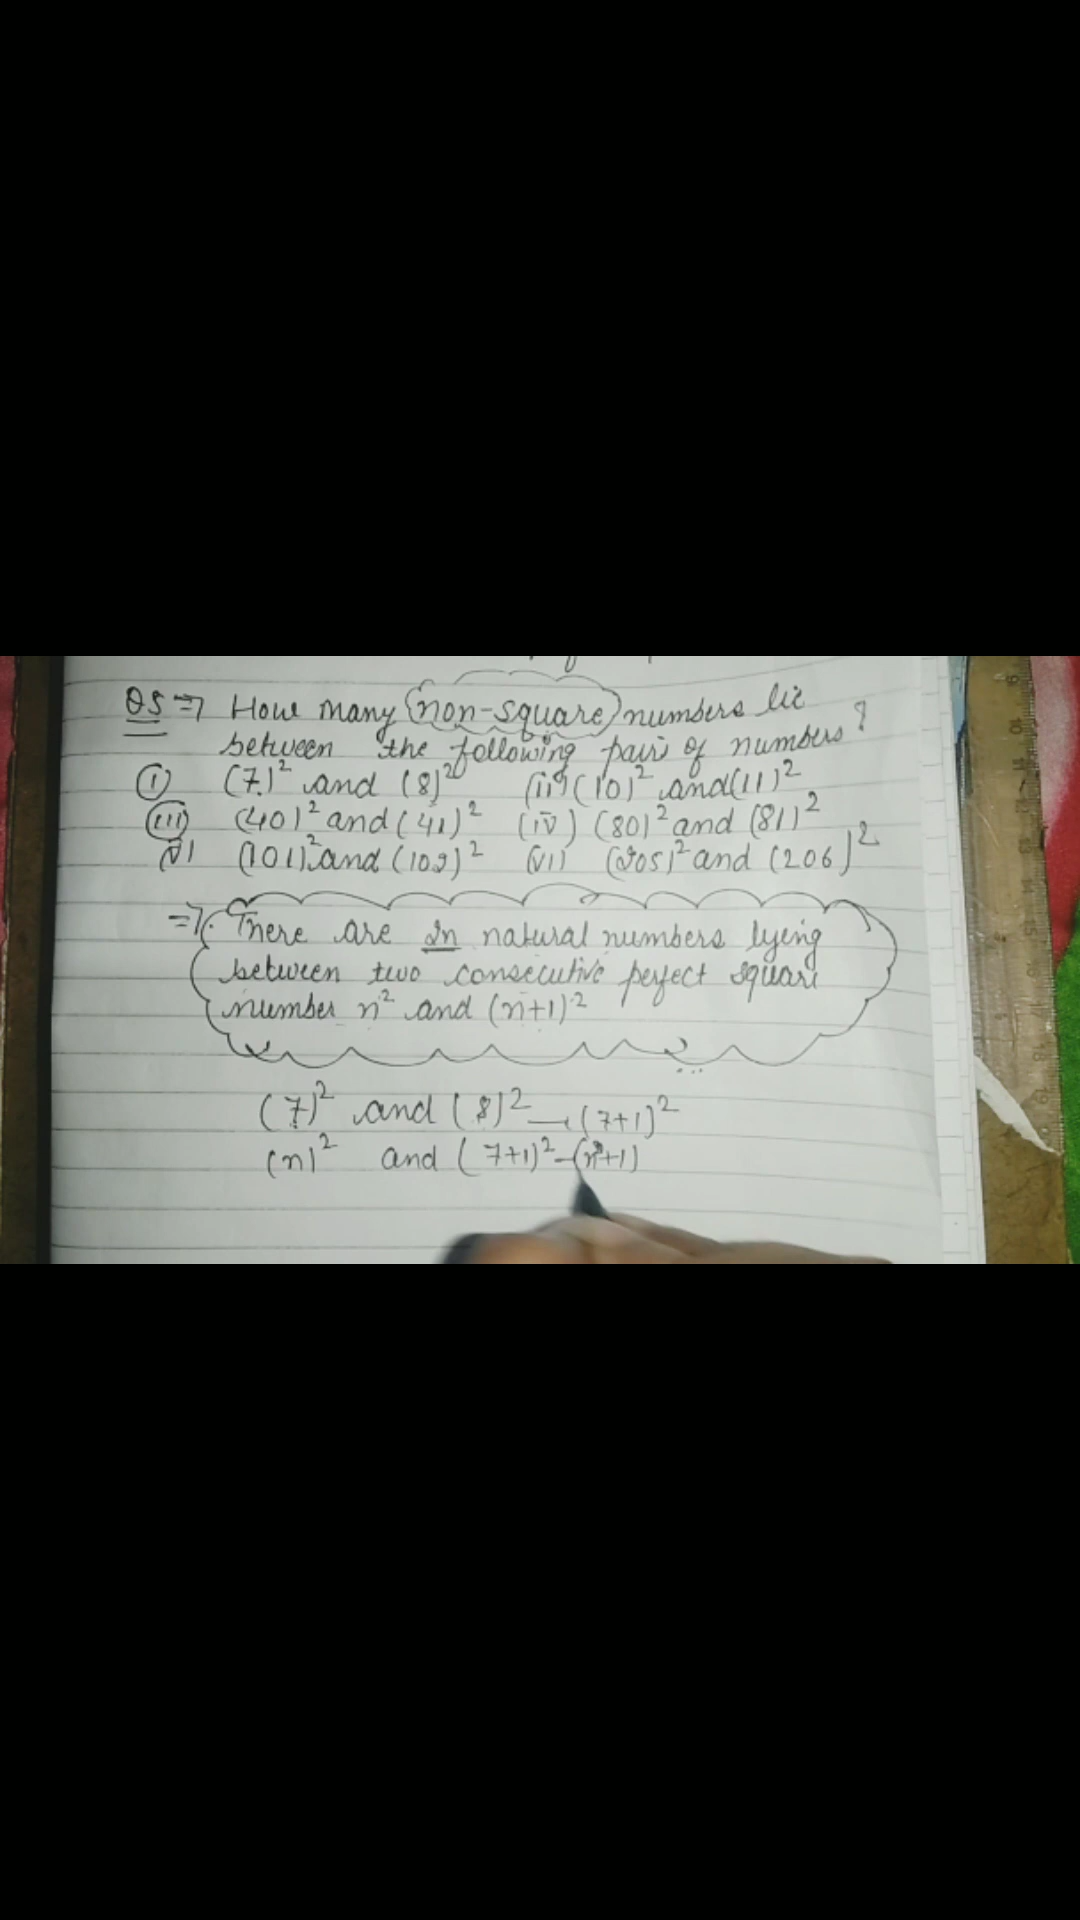 Q5 ⇒ How many non-square numbers lie
between the following pair of numbers?
(i) (7)² and (8)² (ii) (10)² and (11)²
(iii) (40)² and (41)² (iv) (80)² and (81)²
(v) (101)² and (102)² (vi) (205)² and (206)²
⇒ There are 2n natural numbers lying
between two consecutive perfect square
number n² and (n+1)²
(7)² and (8)² → (7+1)²
(n)² and (7+1)² - (n+1)